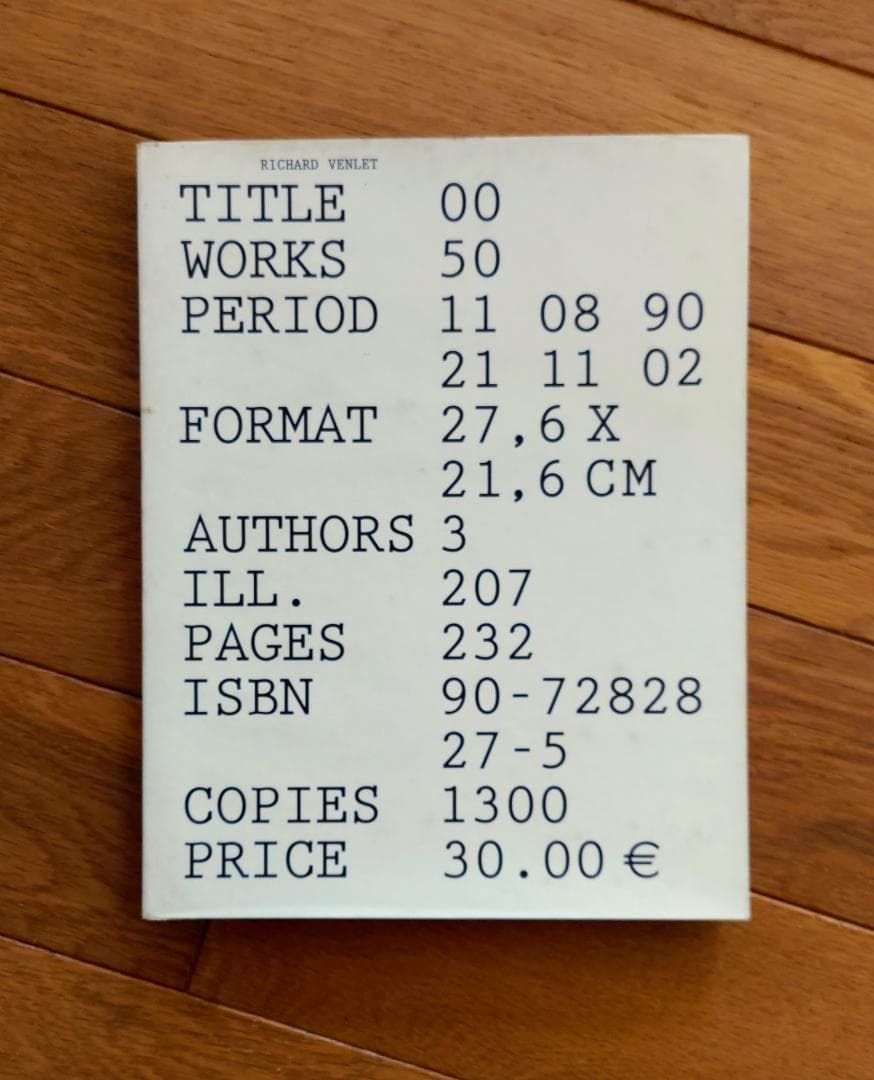 RICHARD VENLET
TITLE 00
WORKS 50
PERIOD 11 08 90
21 11 02
FORMAT 27,6 X
21,6 CM
AUTHORS 3
ILL. 207
PAGES 232
ISBN 90-72828
27-5
COPIES 1300
PRICE 30.00 €